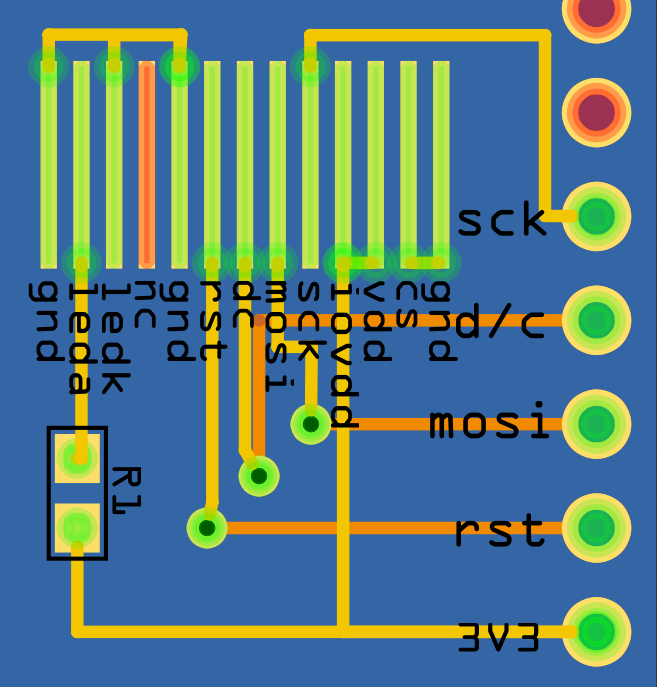 sck
gnd
leda
ledk
nc
gnd
rst
dc
mosi
sck
iovdd
vdd
cs
gnd
d/c
mosi
R1
rst
3V3